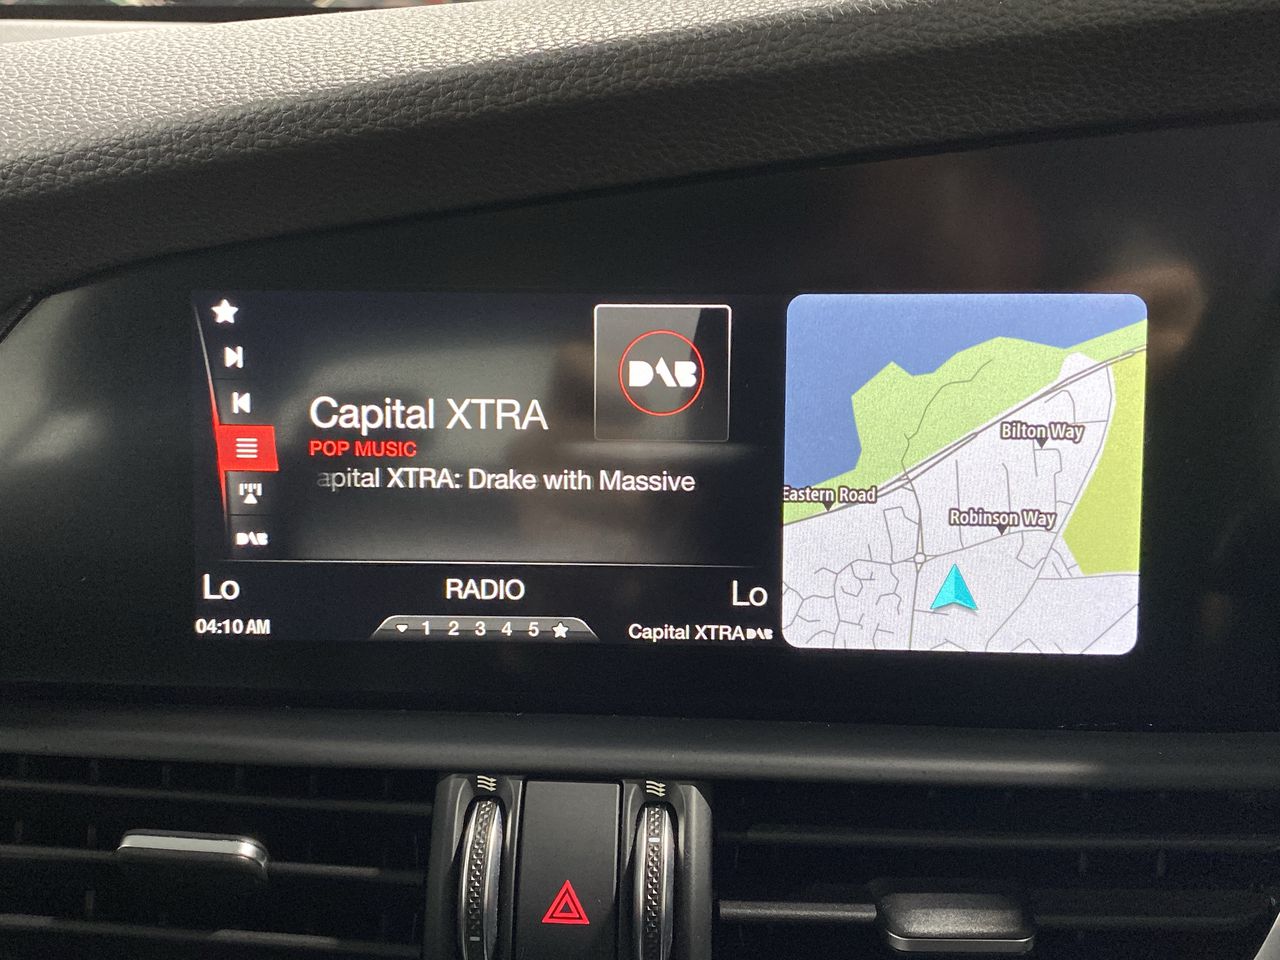 DAB
Capital XTRA
POP MUSIC
apital XTRA: Drake with Massive
DAB
Lo
RADIO
Lo
04:10 AM
1 2 3 4 5
Capital XTRA DAB
Bilton Way
Eastern Road
Robinson Way